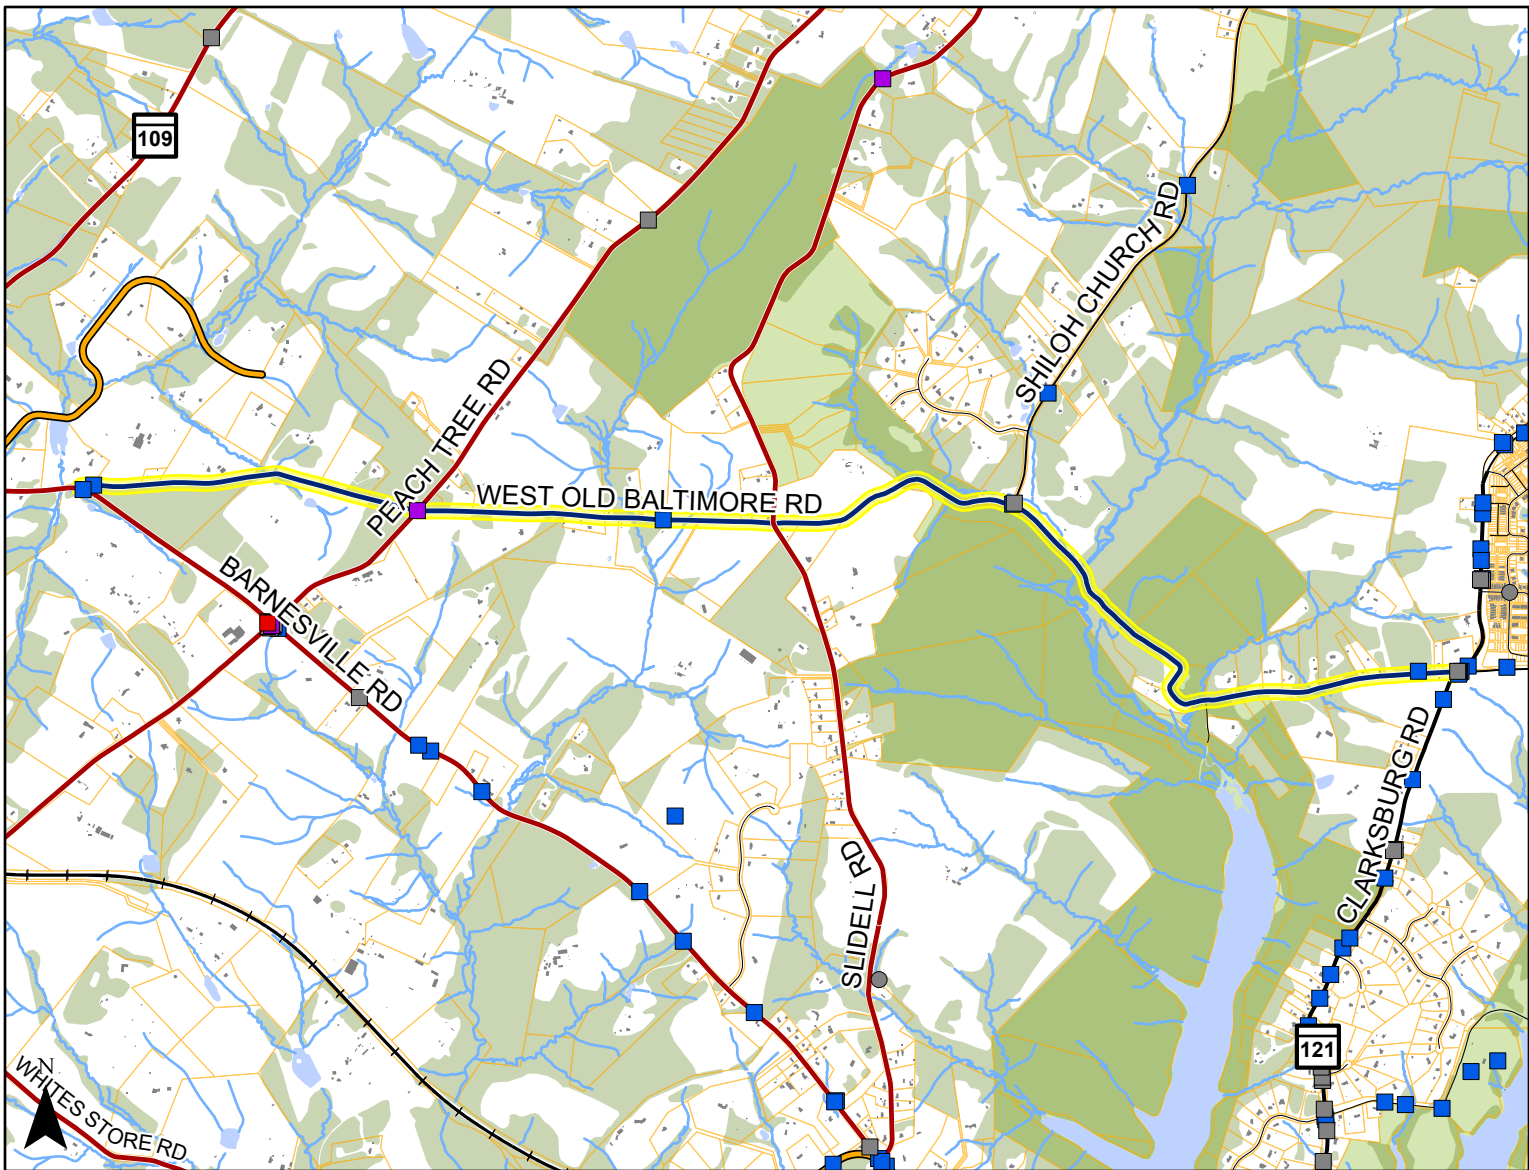 109
SHILOH CHURCH RD
PEACH TREE RD
WEST OLD BALTIMORE RD
BARNESVILLE RD
CLARKSBURG RD
SLIDELL RD
121
N
WHITES STORE RD